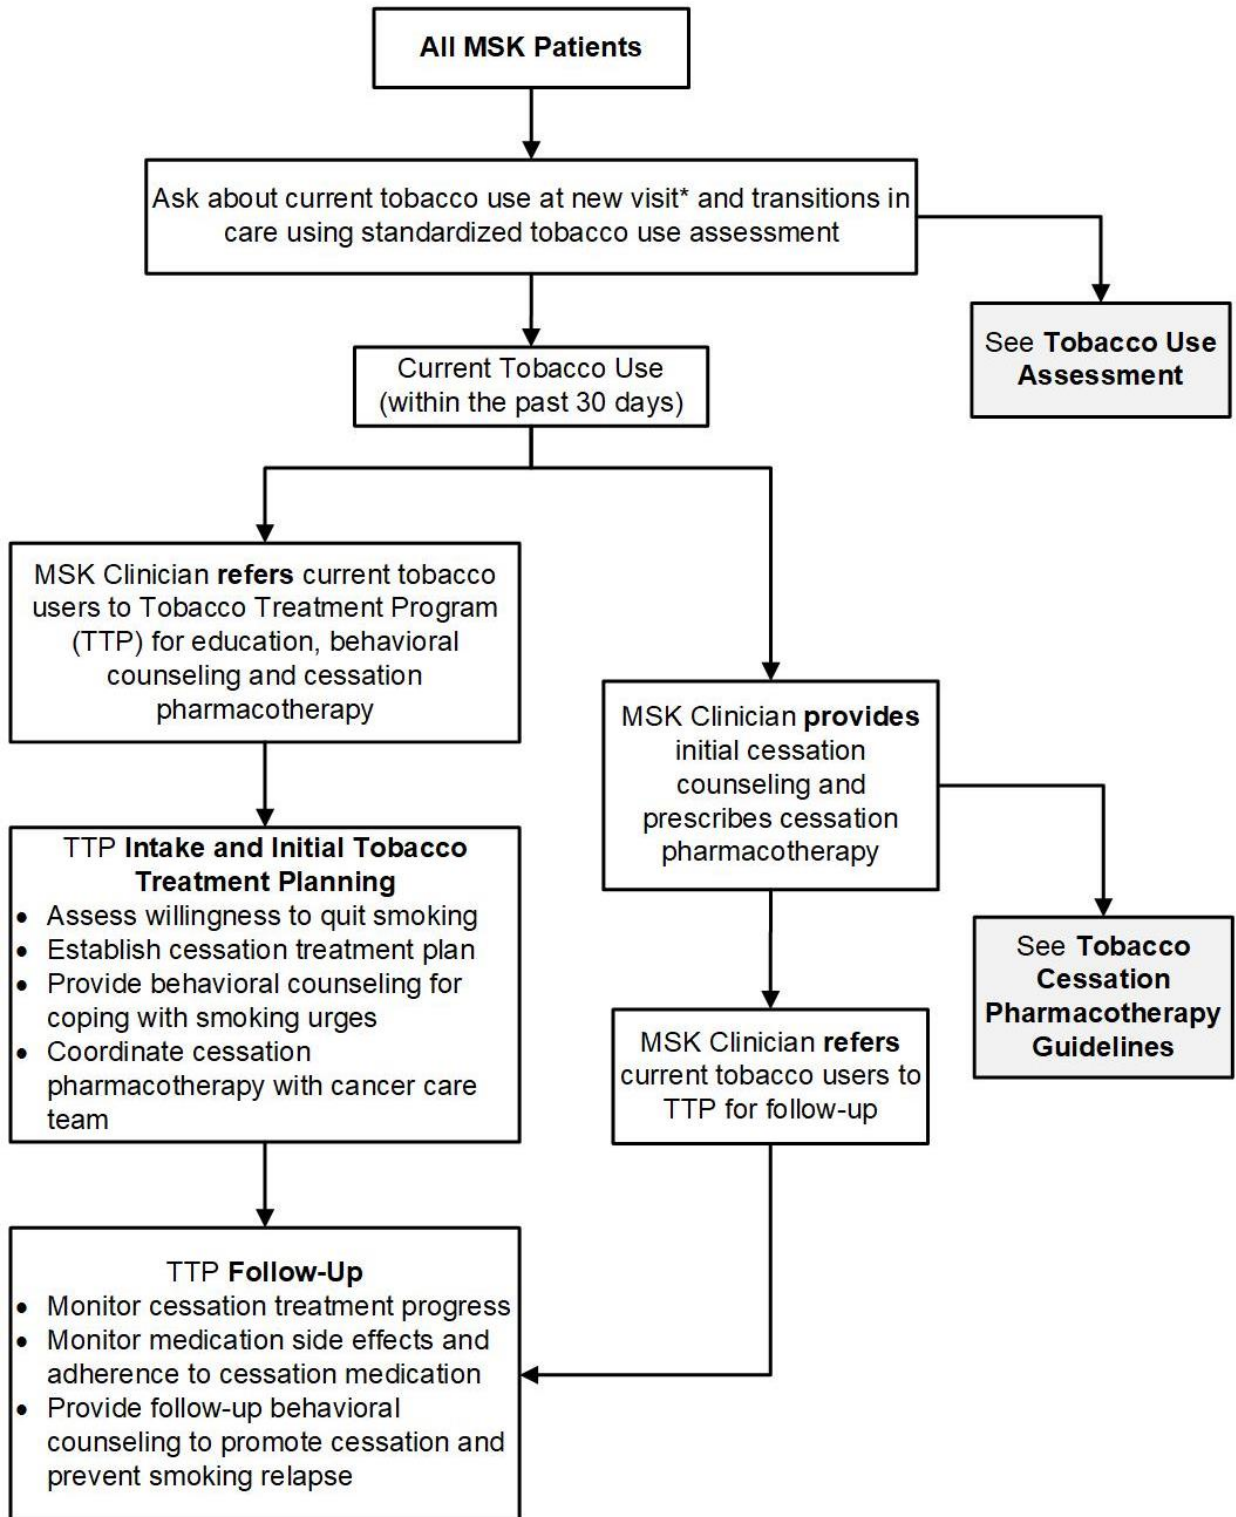 All MSK Patients
Ask about current tobacco use at new visit* and transitions in
care using standardized tobacco use assessment
See Tobacco Use
Assessment
Current Tobacco Use
(within the past 30 days)
MSK Clinician refers current tobacco
users to Tobacco Treatment Program
(TTP) for education, behavioral
counseling and cessation
pharmacotherapy
MSK Clinician provides
initial cessation
counseling and
prescribes cessation
pharmacotherapy
TTP Intake and Initial Tobacco
Treatment Planning
• Assess willingness to quit smoking
• Establish cessation treatment plan
• Provide behavioral counseling for
coping with smoking urges
• Coordinate cessation
pharmacotherapy with cancer care
team
See Tobacco
Cessation
Pharmacotherapy
Guidelines
MSK Clinician refers
current tobacco users to
TTP for follow-up
TTP Follow-Up
• Monitor cessation treatment progress
• Monitor medication side effects and
adherence to cessation medication
• Provide follow-up behavioral
counseling to promote cessation and
prevent smoking relapse